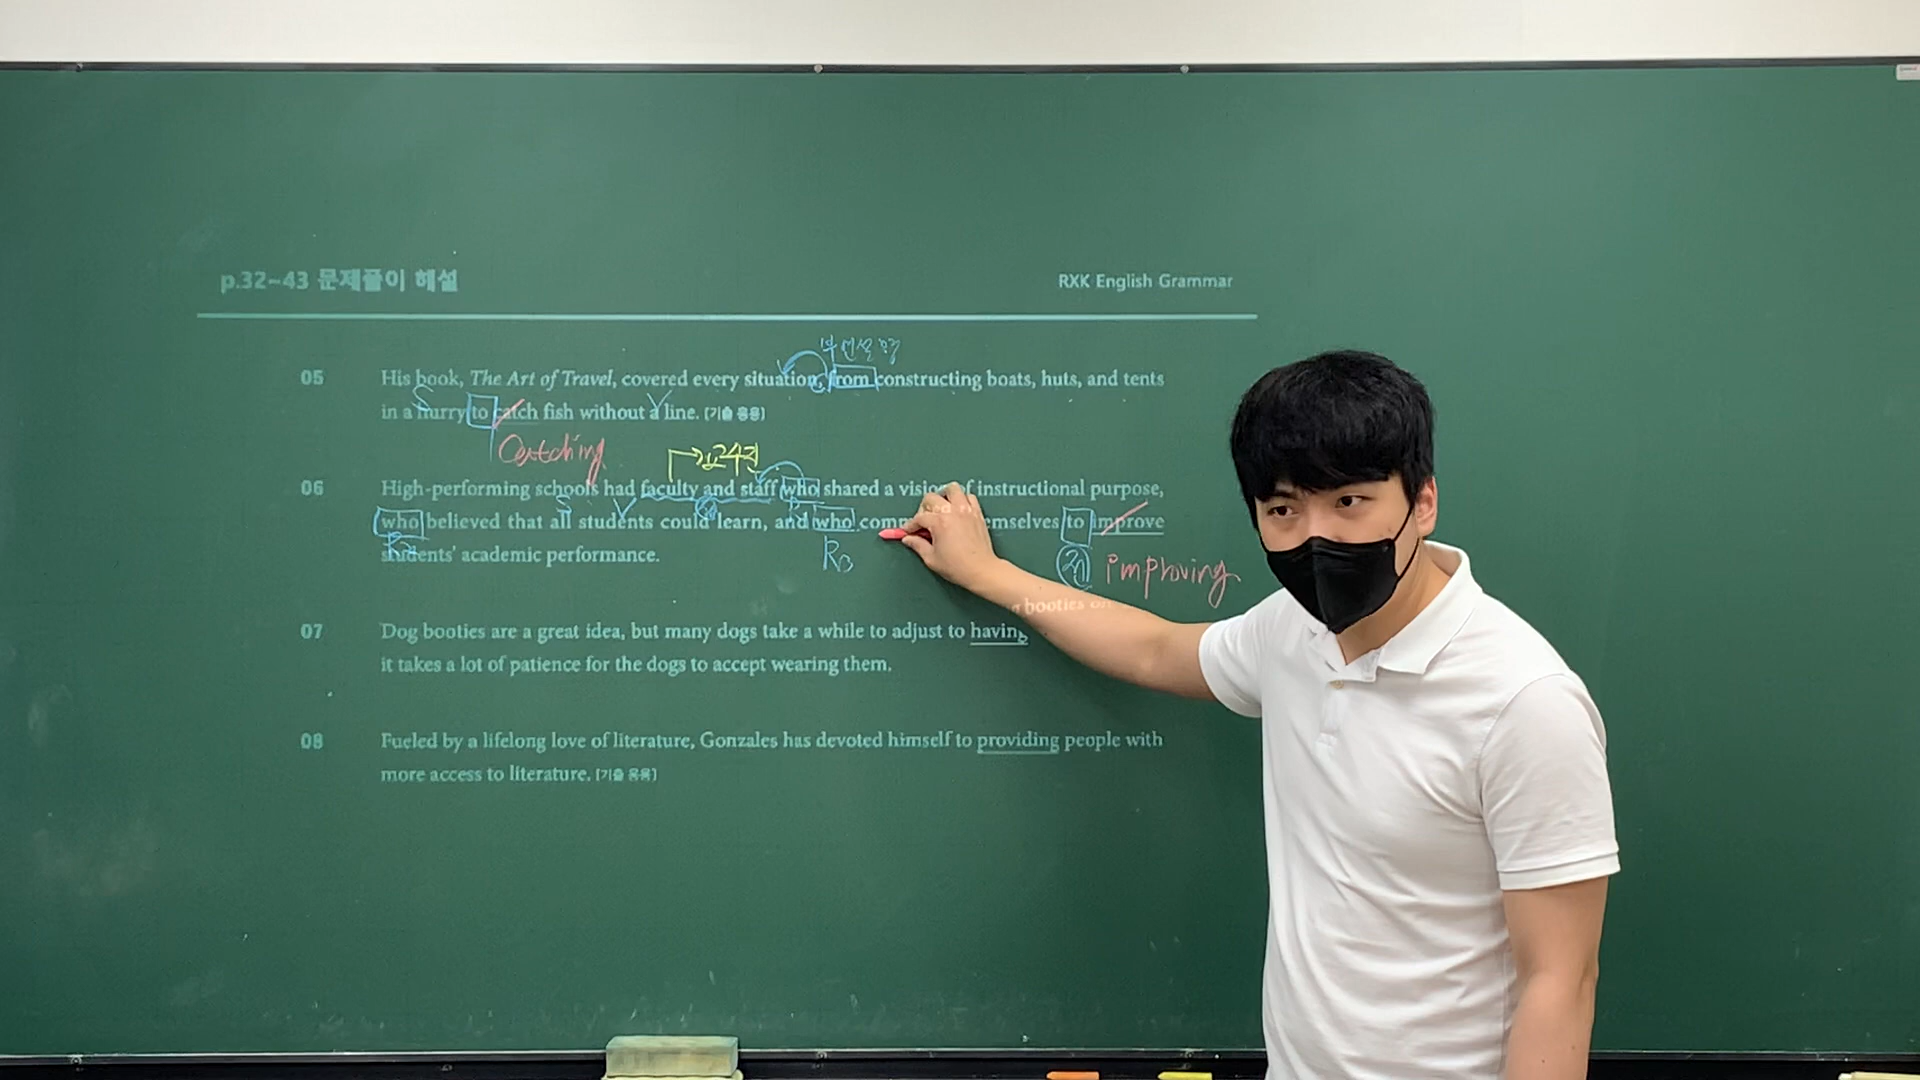 p.32~43 문제풀이 해설
RXK English Grammar
05 His book, The Art of Travel, covered every situation, from constructing boats, huts, and tents
in a hurry to catch fish without a line. [기출 응용]
Catching
06 High-performing schools had faculty and staff who shared a vision of instructional purpose,
who believed that all students could learn, and who themselves to improve
students' academic performance.
R3
전 improving
07 Dog booties are a great idea, but many dogs take a while to adjust to having
booties on
it takes a lot of patience for the dogs to accept wearing them.
08 Fueled by a lifelong love of literature, Gonzales has devoted himself to providing people with
more access to literature. [기출 응용]